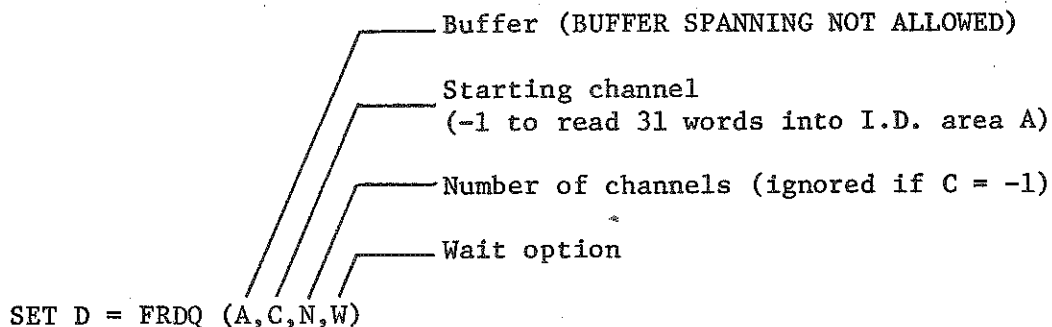 Buffer (BUFFER SPANNING NOT ALLOWED)
Starting channel
(-1 to read 31 words into I.D. area A)
Number of channels (ignored if C = -1)
Wait option
SET D = FRDQ (A,C,N,W)